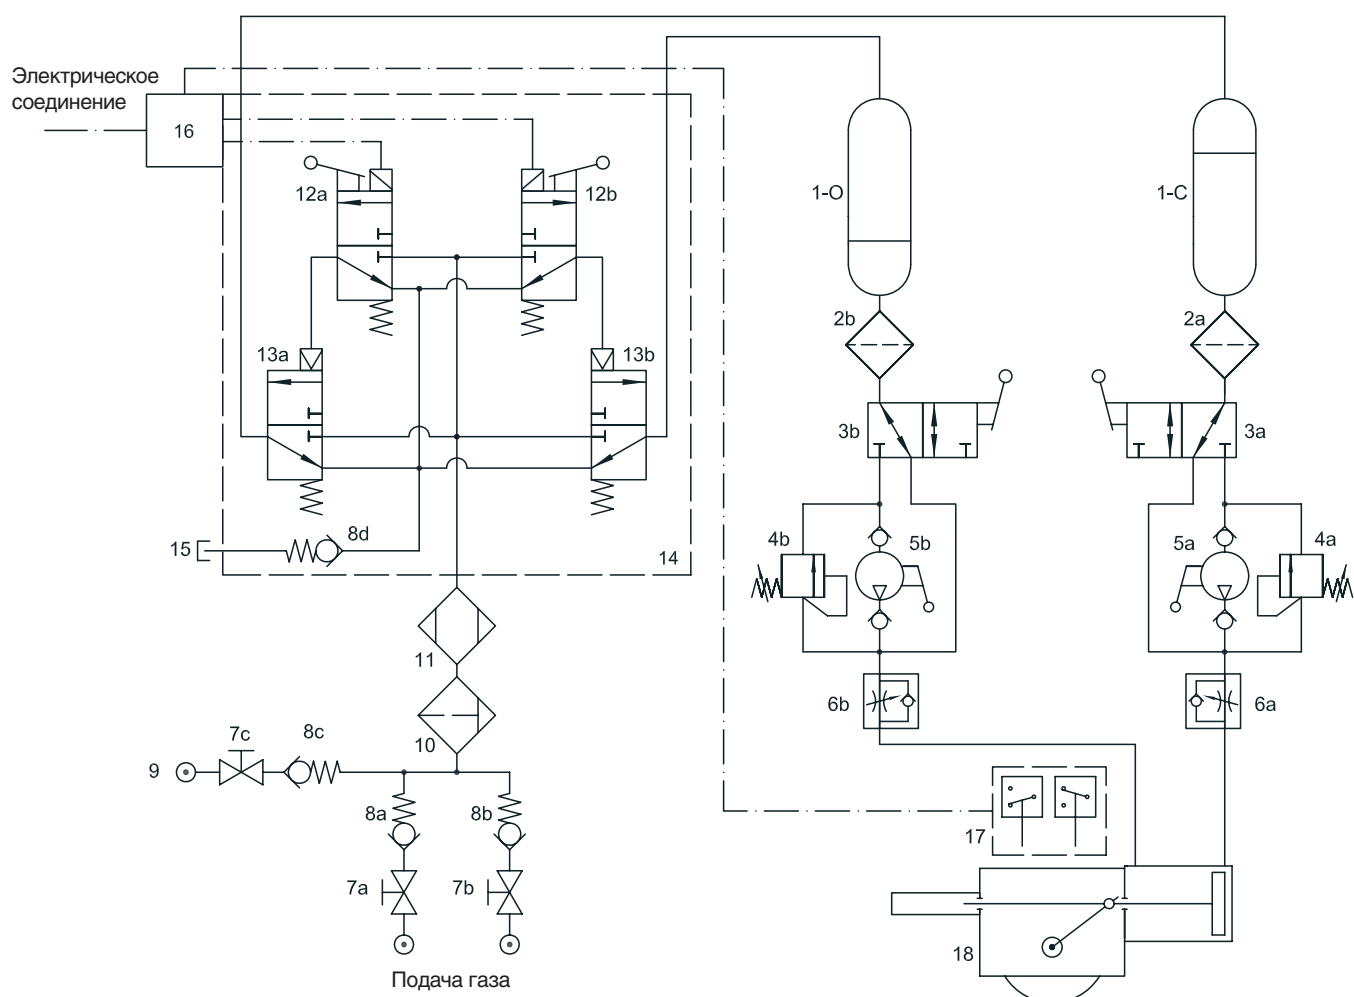 Электрическое
соединение
16
12a
12b
1-O
1-C
2b
2a
13a
13b
3b
3a
15
8d
14
4b
5b
5a
4a
11
6b
6a
10
7c
8c
9
8a
8b
17
7a
7b
18
Подача газа